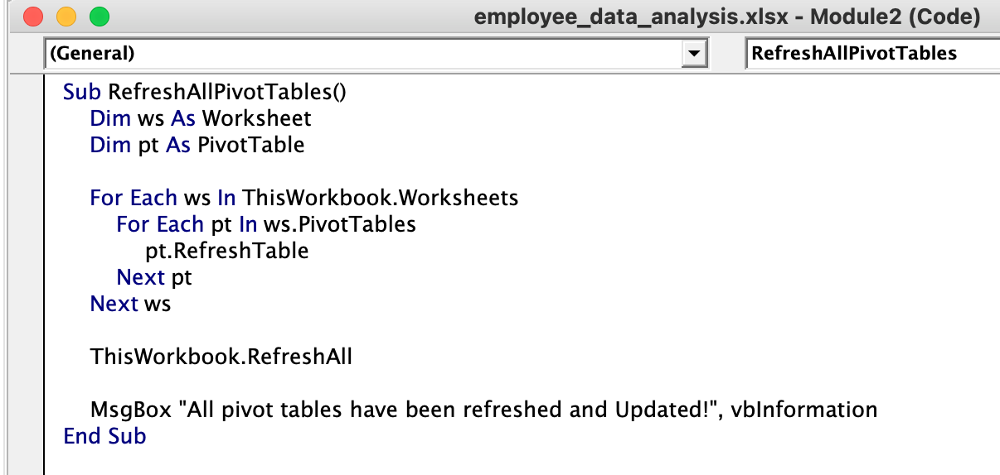 employee_data_analysis.xlsx - Module2 (Code)
(General)
RefreshAllPivotTables
Sub RefreshAllPivotTables()
Dim ws As Worksheet
Dim pt As PivotTable
For Each ws In ThisWorkbook.Worksheets
For Each pt In ws.PivotTables
pt.RefreshTable
Next pt
Next ws
ThisWorkbook.RefreshAll
MsgBox "All pivot tables have been refreshed and Updated!", vbInformation
End Sub